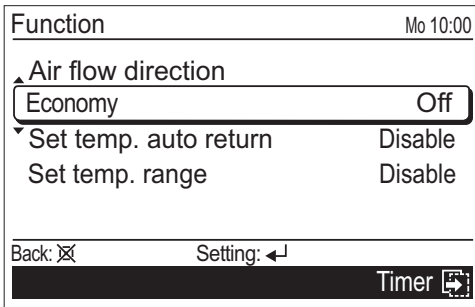 Function Mo 10:00
Air flow direction
Economy Off
Set temp. auto return Disable
Set temp. range Disable
Back: Setting:
Timer